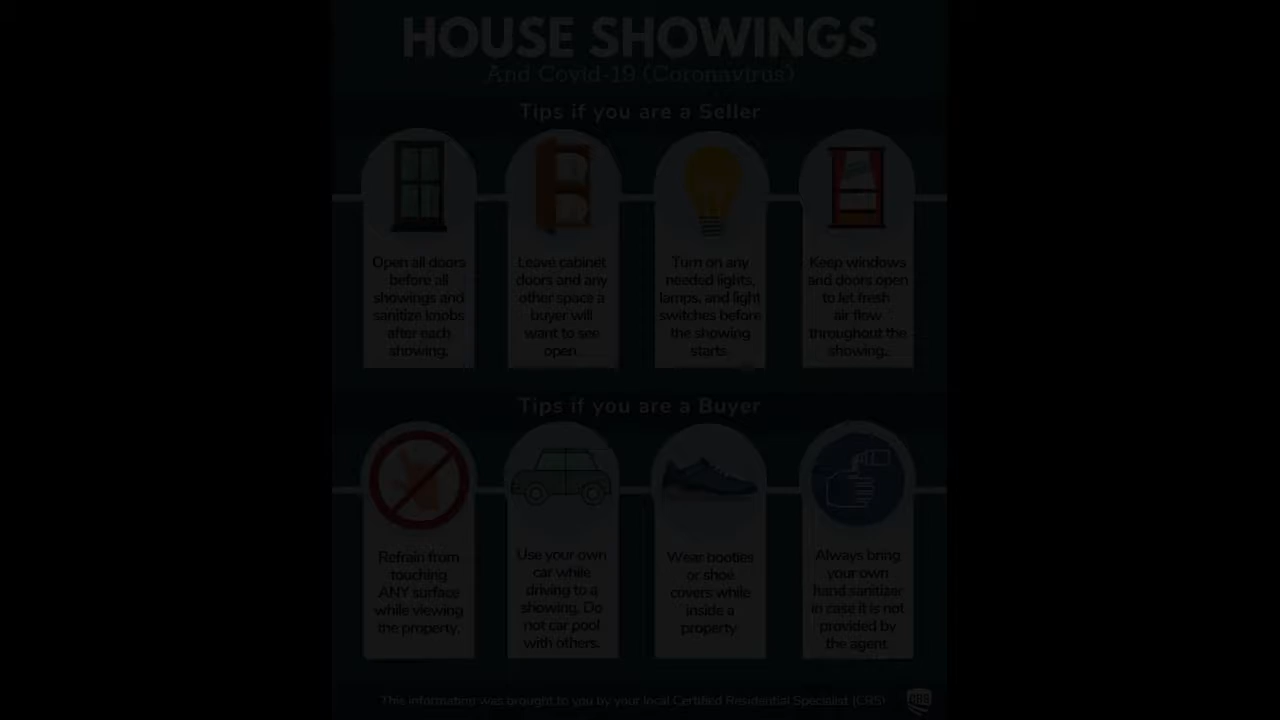 HOUSE SHOWINGS
And Covid-19 (Coronavirus)
Tips if you are a Seller
Open all doors
before all
showings and
sanitize knobs
after each
showing.
Leave cabinet
doors and any
other space a
buyer will
want to see
open.
Turn on any
needed lights,
lamps, and light
switches before
the showing
starts.
Keep windows
and doors open
to let fresh
air flow
throughout the
showing.
Tips if you are a Buyer
Refrain from
touching
ANY surface
while viewing
the property.
Use your own
car while
driving to a
showing. Do
not car pool
with others.
Wear booties
or shoe
covers while
inside a
property.
Always bring
your own
hand sanitizer
in case it is not
provided by
the agent.
This information was brought to you by your local Certified Residential Specialist (CRS)
CRS